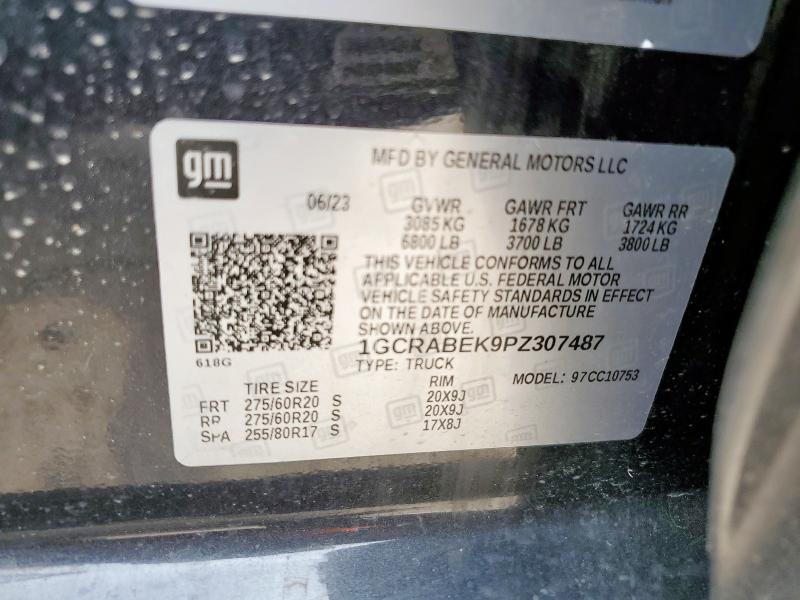 gm
MFD BY GENERAL MOTORS LLC
06/23 GVWR GAWR FRT GAWR RR
3085 KG 1678 KG 1724 KG
6800 LB 3700 LB 3800 LB
THIS VEHICLE CONFORMS TO ALL
APPLICABLE U.S. FEDERAL MOTOR
VEHICLE SAFETY STANDARDS IN EFFECT
ON THE DATE OF MANUFACTURE
SHOWN ABOVE.
1GCRABEK9PZ307487
618G
TYPE: TRUCK MODEL: 97CC10753
TIRE SIZE RIM
FRT 275/60R20 S 20X9J
RR 275/60R20 S 20X9J
SPA 255/80R17 S 17X8J